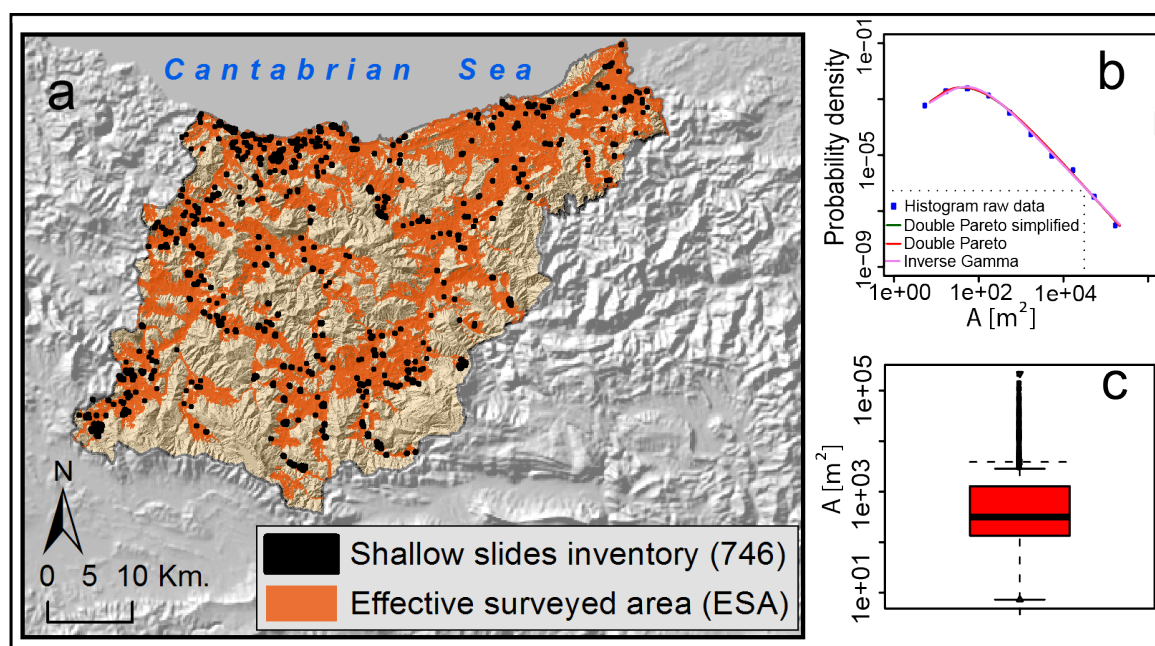 Cantabrian Sea
a
N
0 5 10 Km.
Shallow slides inventory (746)
Effective surveyed area (ESA)
b
Probability density
1e-01
1e-05
1e-09
Histogram raw data
Double Pareto simplified
Double Pareto
Inverse Gamma
1e+00 1e+02 1e+04
A [m²]
c
A [m²]
1e+05
1e+03
1e+01